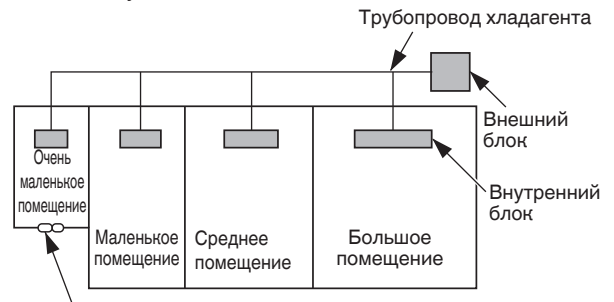 Трубопровод хладагента
Внешний
блок
Внутренний
блок
Очень
маленькое
помещение
Маленькое
помещение
Среднее
помещение
Большое
помещение